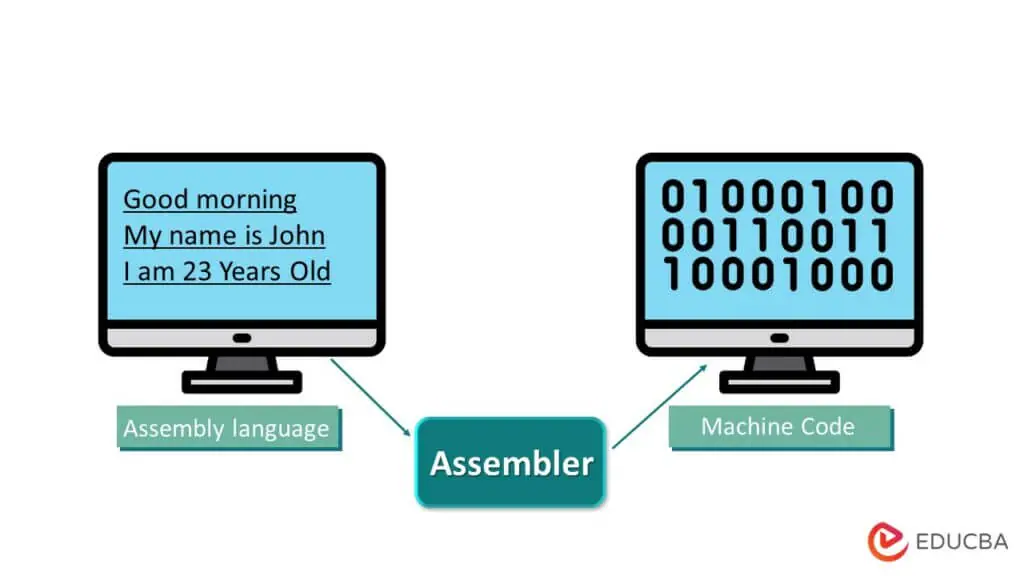 Good morning
My name is John
I am 23 Years Old
01000100
00110011
10001000
Assembly language
Machine Code
Assembler
EDUCBA